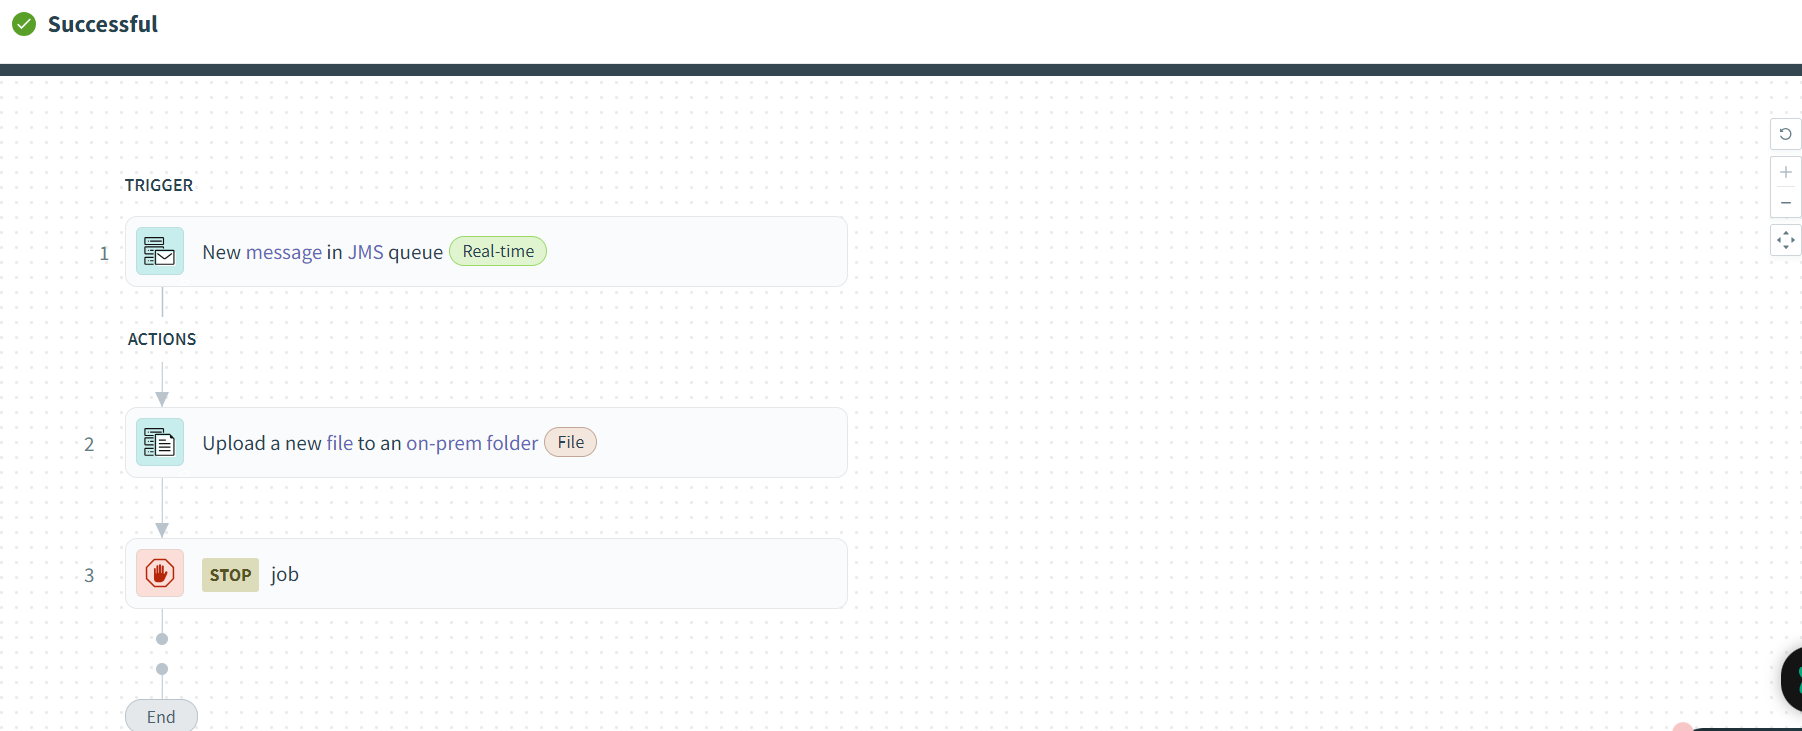 Successful
TRIGGER
1 New message in JMS queue Real-time
ACTIONS
2 Upload a new file to an on-prem folder File
3 STOP job
End